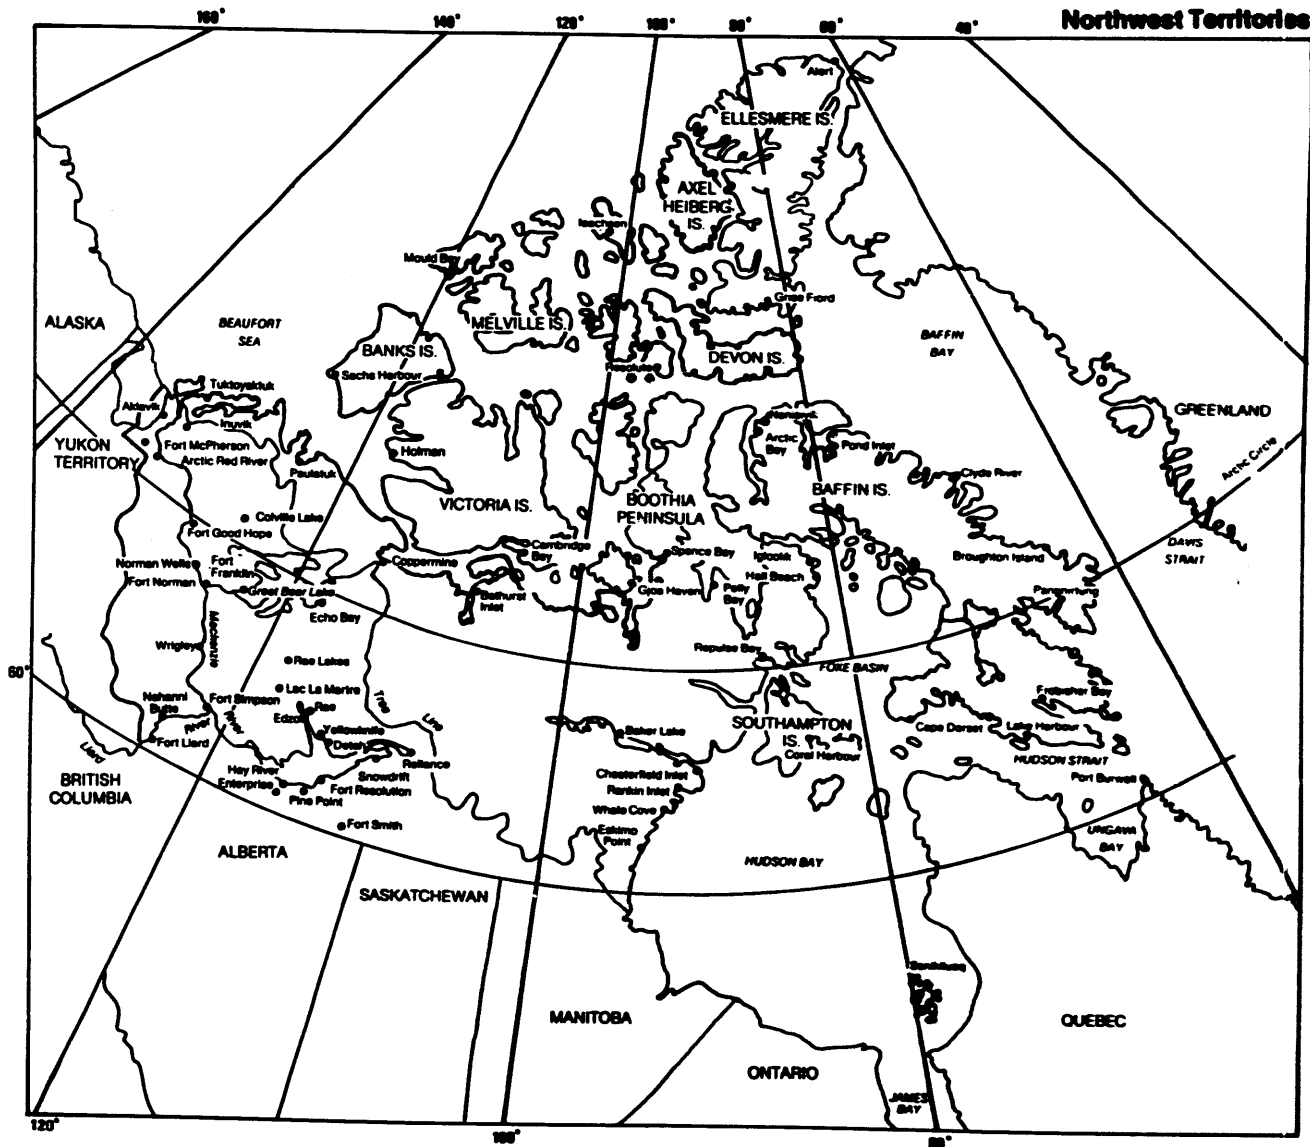 Northwest Territories
160°
140°
120°
100°
80°
60°
40°
Alert
ELLESMERE IS.
AXEL
HEIBERG
IS.
Isachsen
Mould Bay
Grise Fiord
ALASKA
BEAUFORT
SEA
MELVILLE IS.
BAFFIN
BAY
BANKS IS.
DEVON IS.
Resolute
Sachs Harbour
Tuktoyaktuk
Aklavik
Inuvik
GREENLAND
YUKON
TERRITORY
Fort McPherson
Arctic Red River
Paulatuk
Holman
Arctic
Bay
Pond Inlet
Arctic Circle
Clyde River
VICTORIA IS.
BOOTHIA
PENINSULA
BAFFIN IS.
Colville Lake
Fort Good Hope
Norman Wells
Fort
Franklin
Coppermine
Cambridge
Bay
Spence Bay
Igloolik
Broughton Island
DAVIS
STRAIT
Fort Norman
Great Bear Lake
Bathurst
Inlet
Gjoa Haven
Pelly
Bay
Hall Beach
Pangnirtung
Echo Bay
Mackenzie
Wrigley
Repulse Bay
Rae Lakes
FOXE BASIN
60°
Lac La Martre
Nahanni
Butte
Fort Simpson
Rae
Edzo
Tree
Line
Frobisher Bay
River
River
Yellowknife
Detah
SOUTHAMPTON
IS.
Cape Dorset
Lake Harbour
Liard
Fort Liard
Baker Lake
Coral Harbour
Reliance
HUDSON STRAIT
Hay River
Snowdrift
Chesterfield Inlet
Port Burwell
BRITISH
COLUMBIA
Enterprise
Fort Resolution
Rankin Inlet
Pine Point
Whale Cove
Fort Smith
Eskimo
Point
UNGAVA
BAY
ALBERTA
HUDSON BAY
SASKATCHEWAN
Sanikiluaq
MANITOBA
QUEBEC
ONTARIO
JAMES
BAY
120°
100°
80°